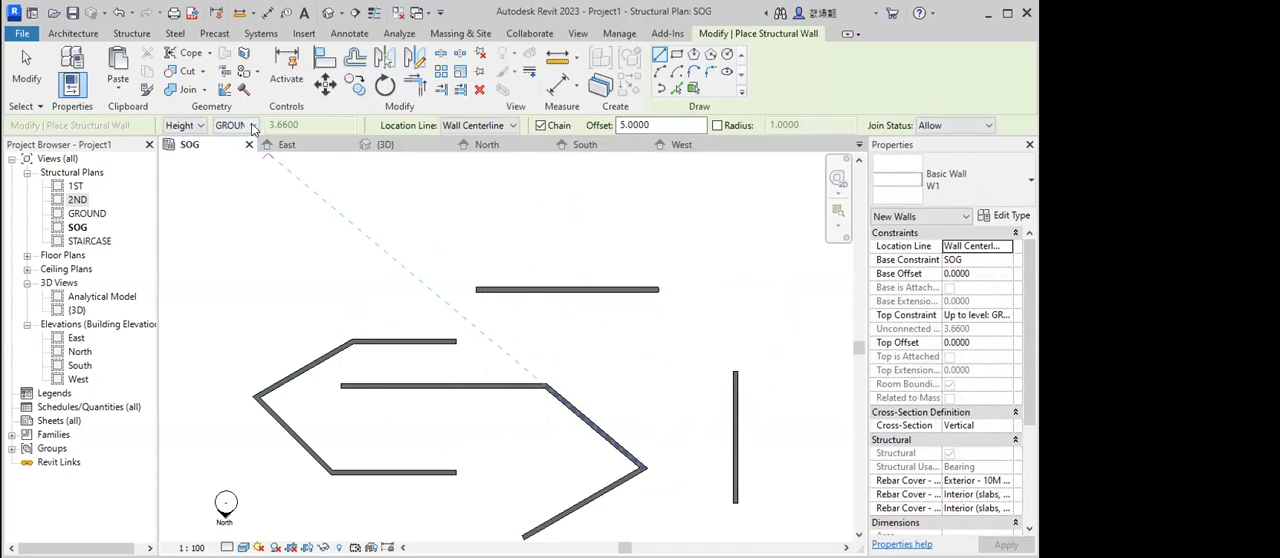 Autodesk Revit 2023 - Project1 - Structural Plan: SOG
File Architecture Structure Steel Precast Systems Insert Annotate Analyze Massing & Site Collaborate View Manage Add-Ins Modify | Place Structural Wall
Modify Paste Cope Cut Join Activate Measure
Select Properties Clipboard Geometry Controls Modify View Measure Create Draw
Modify | Place Structural Wall Height GROUN 3.6600 Location Line: Wall Centerline Chain Offset: 5.0000 Radius: 1.0000 Join Status: Allow
Project Browser - Project1
SOG East {3D} North South West
Views (all)
Structural Plans
1ST
2ND
GROUND
SOG
STAIRCASE
Floor Plans
Ceiling Plans
3D Views
Analytical Model
{3D}
Elevations (Building Elevation
East
North
South
West
Legends
Schedules/Quantities (all)
Sheets (all)
Families
Groups
Revit Links
North
1 : 100
Properties
Basic Wall
W1
New Walls Edit Type
Constraints
Location Line Wall Centerl...
Base Constraint SOG
Base Offset 0.0000
Base is Attach...
Base Extensio... 0.0000
Top Constraint Up to level: GR...
Unconnected ... 3.6600
Top Offset 0.0000
Top is Attached
Top Extension... 0.0000
Room Boundi...
Related to Mass
Cross-Section Definition
Cross-Section Vertical
Structural
Structural
Structural Usa... Bearing
Rebar Cover - ... Exterior - 10M ...
Rebar Cover - ... Interior (slabs, ...
Rebar Cover - ... Interior (slabs, ...
Dimensions
Properties help Apply